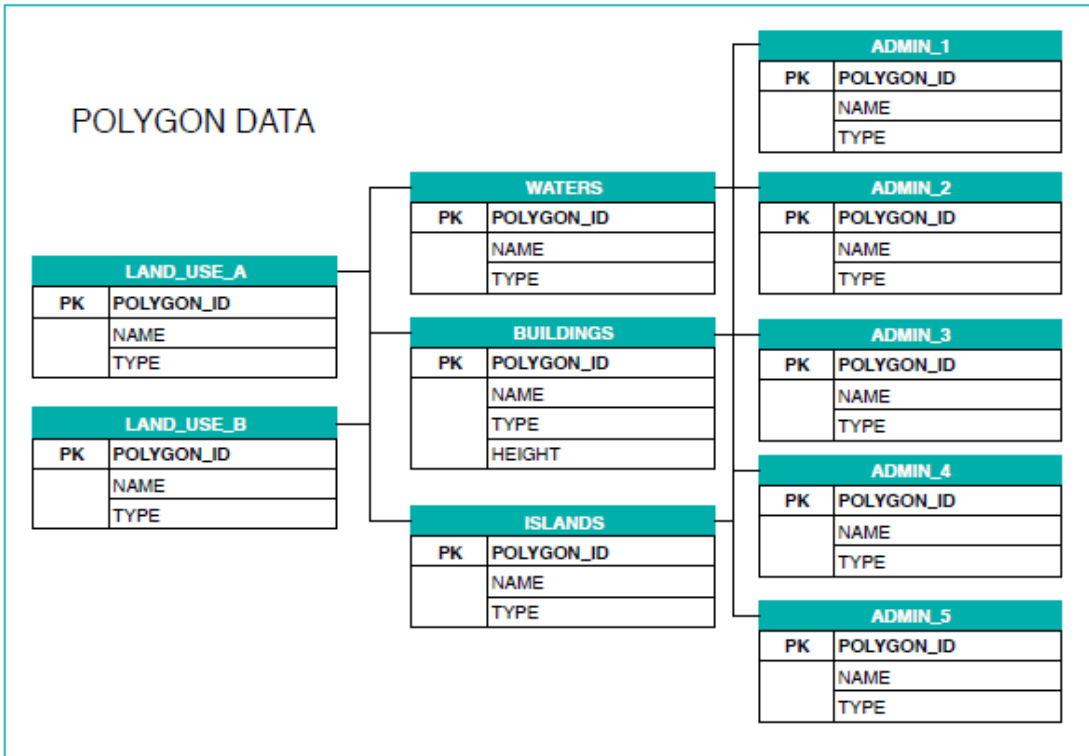 POLYGON DATA
LAND_USE_A
PK POLYGON_ID
NAME
TYPE
LAND_USE_B
PK POLYGON_ID
NAME
TYPE
WATERS
PK POLYGON_ID
NAME
TYPE
BUILDINGS
PK POLYGON_ID
NAME
TYPE
HEIGHT
ISLANDS
PK POLYGON_ID
NAME
TYPE
ADMIN_1
PK POLYGON_ID
NAME
TYPE
ADMIN_2
PK POLYGON_ID
NAME
TYPE
ADMIN_3
PK POLYGON_ID
NAME
TYPE
ADMIN_4
PK POLYGON_ID
NAME
TYPE
ADMIN_5
PK POLYGON_ID
NAME
TYPE